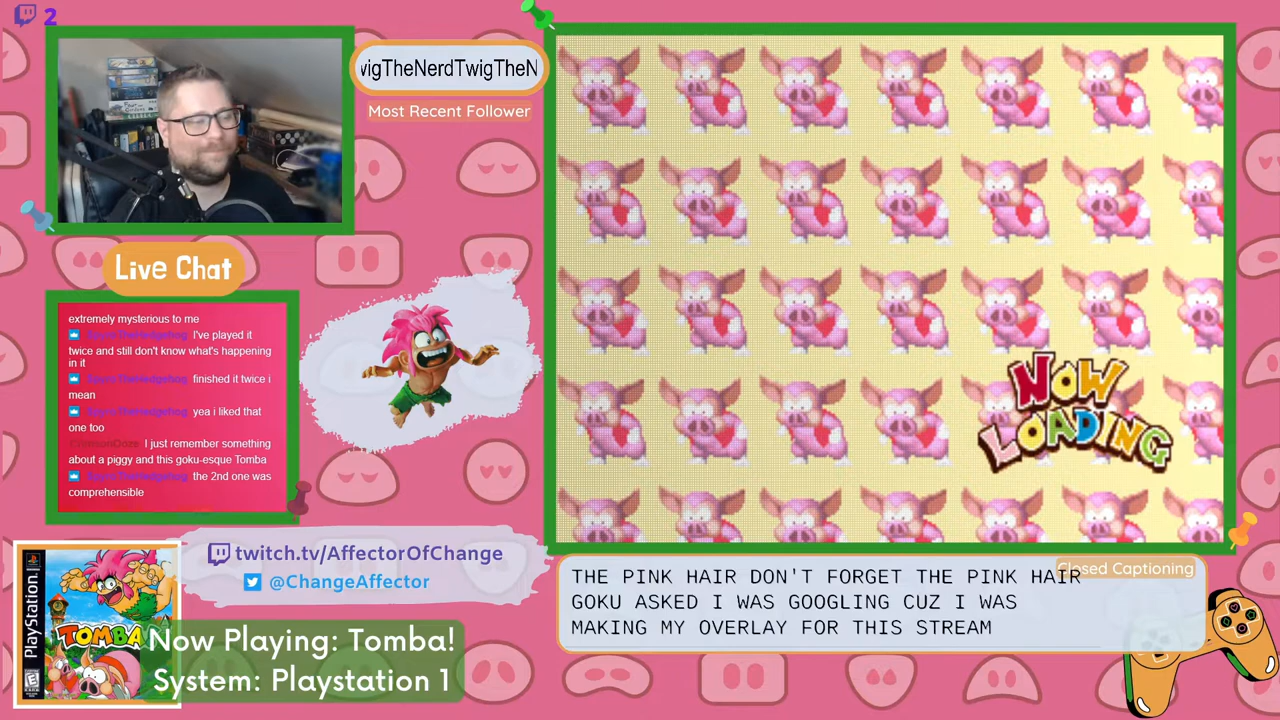 2
wigTheNerdTwigTheN
Most Recent Follower
Live Chat
extremely mysterious to me
I've played it
twice and still don't know what's happening
in it
finished it twice i
mean
yea i liked that
one too
I just remember something
about a piggy and this goku-esque Tomba
the 2nd one was
comprehensible
NOW
LOADING
twitch.tv/AffectorOfChange
@ChangeAffector
PlayStation
TOMBA
Now Playing: Tomba!
System: Playstation 1
Closed Captioning
THE PINK HAIR DON'T FORGET THE PINK HAIR
GOKU ASKED I WAS GOOGLING CUZ I WAS
MAKING MY OVERLAY FOR THIS STREAM